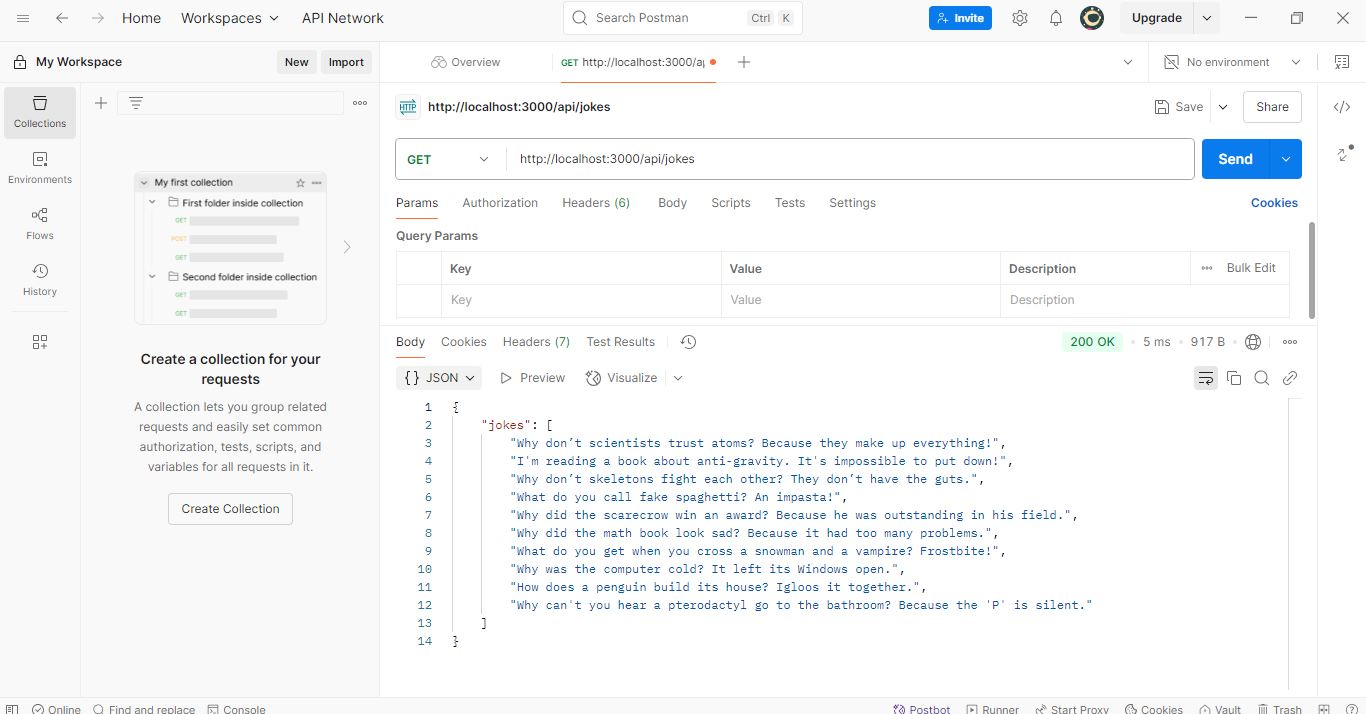 Home Workspaces API Network Search Postman Ctrl K Invite Upgrade
My Workspace New Import Overview GET http://localhost:3000/ap No environment
Collections
Environments
Flows
History
My first collection
First folder inside collection
GET
POST
GET
Second folder inside collection
GET
GET
Create a collection for your
requests
A collection lets you group related
requests and easily set common
authorization, tests, scripts, and
variables for all requests in it.
Create Collection
HTTP http://localhost:3000/api/jokes Save Share
GET http://localhost:3000/api/jokes Send
Params Authorization Headers (6) Body Scripts Tests Settings Cookies
Query Params
Key Value Description Bulk Edit
Key Value Description
Body Cookies Headers (7) Test Results 200 OK 5 ms 917 B
{} JSON Preview Visualize
1 {
2 "jokes": [
3 "Why don’t scientists trust atoms? Because they make up everything!",
4 "I'm reading a book about anti-gravity. It's impossible to put down!",
5 "Why don’t skeletons fight each other? They don’t have the guts.",
6 "What do you call fake spaghetti? An impasta!",
7 "Why did the scarecrow win an award? Because he was outstanding in his field.",
8 "Why did the math book look sad? Because it had too many problems.",
9 "What do you get when you cross a snowman and a vampire? Frostbite!",
10 "Why was the computer cold? It left its Windows open.",
11 "How does a penguin build its house? Igloos it together.",
12 "Why can't you hear a pterodactyl go to the bathroom? Because the 'P' is silent."
13 ]
14 }
Online Find and replace Console Postbot Runner Start Proxy Cookies Vault Trash